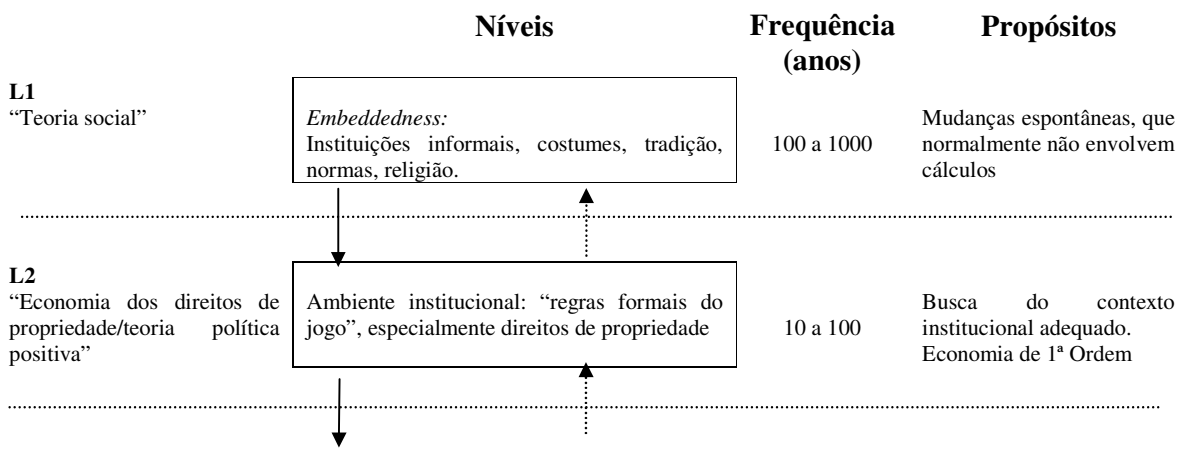 Níveis
Frequência
(anos)
Propósitos
L1
“Teoria social”
Embeddedness:
Instituições informais, costumes, tradição,
normas, religião.
100 a 1000
Mudanças espontâneas, que
normalmente não envolvem
cálculos
L2
“Economia dos direitos de
propriedade/teoria política
positiva”
Ambiente institucional: “regras formais do
jogo”, especialmente direitos de propriedade
10 a 100
Busca do contexto
institucional adequado.
Economia de 1ª Ordem